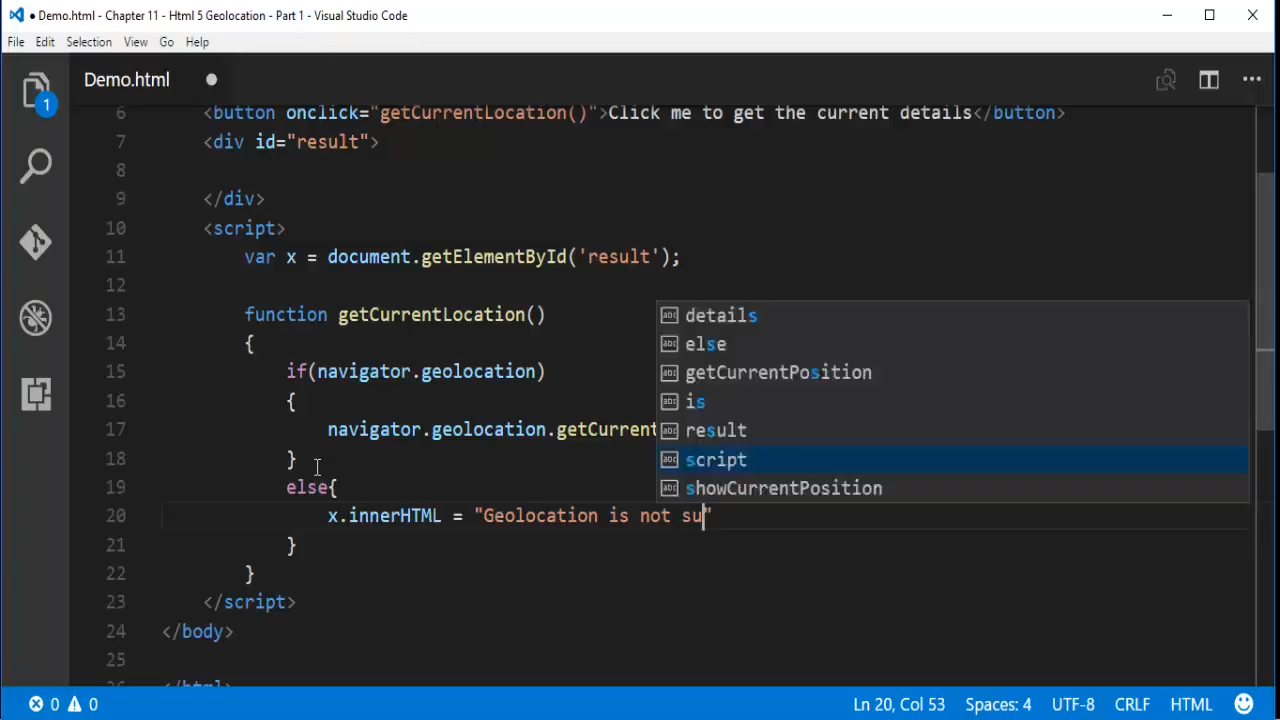 ● Demo.html - Chapter 11 - Html 5 Geolocation - Part 1 - Visual Studio Code
File Edit Selection View Go Help
1
Demo.html ●
6 <button onclick="getCurrentLocation()">Click me to get the current details</button>
7 <div id="result">
8
9 </div>
10 <script>
11 var x = document.getElementById('result');
12
13 function getCurrentLocation()
14 {
15 if(navigator.geolocation)
16 {
17 navigator.geolocation.getCurrent
18 }
19 else{
20 x.innerHTML = "Geolocation is not su"
21 }
22 }
23 </script>
24 </body>
25
26 </html>
details
else
getCurrentPosition
is
result
script
showCurrentPosition
0 0 Ln 20, Col 53 Spaces: 4 UTF-8 CRLF HTML